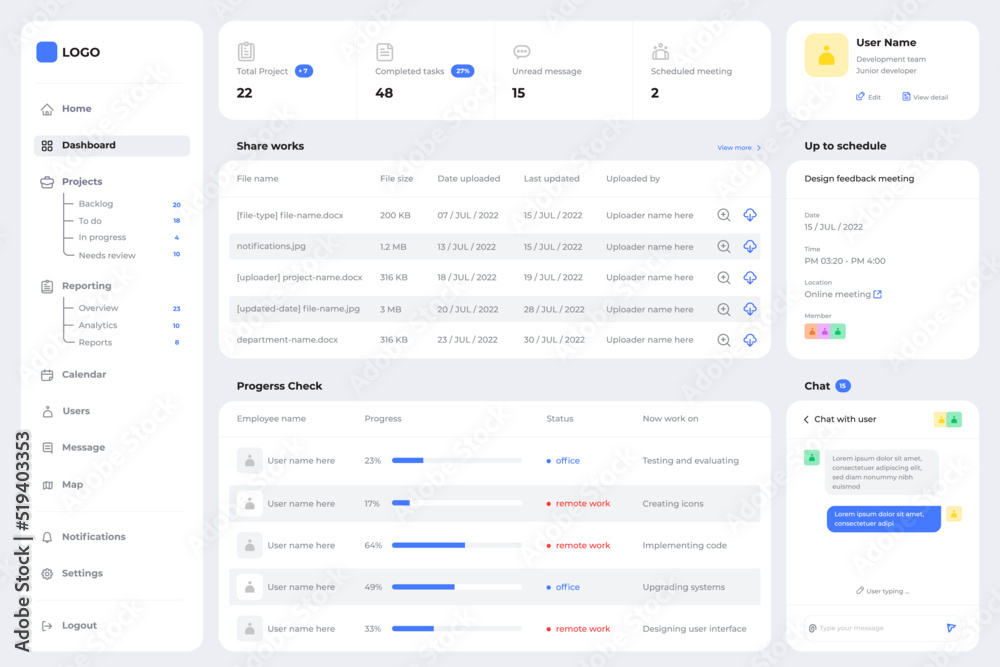 LOGO
Home
Dashboard
Projects
Backlog 20
To do 18
In progress 4
Needs review 10
Reporting
Overview 23
Analytics 10
Reports 8
Calendar
Users
Message
Map
Notifications
Settings
Logout
Total Project +7
22
Completed tasks 27%
48
Unread message
15
Scheduled meeting
2
Share works View more
File name File size Date uploaded Last updated Uploaded by
[file-type] file-name.docx 200 KB 07 / JUL / 2022 15 / JUL / 2022 Uploader name here
notifications.jpg 1.2 MB 13 / JUL / 2022 15 / JUL / 2022 Uploader name here
[uploader] project-name.docx 316 KB 18 / JUL / 2022 19 / JUL / 2022 Uploader name here
[updated-date] file-name.jpg 3 MB 20 / JUL / 2022 28 / JUL / 2022 Uploader name here
department-name.docx 316 KB 23 / JUL / 2022 30 / JUL / 2022 Uploader name here
Progerss Check
Employee name Progress Status Now work on
User name here 23% office Testing and evaluating
User name here 17% remote work Creating icons
User name here 64% remote work Implementing code
User name here 49% office Upgrading systems
User name here 33% remote work Designing user interface
User Name
Development team
Junior developer
Edit View detail
Up to schedule
Design feedback meeting
Date
15 / JUL / 2022
Time
PM 03:20 - PM 4:00
Location
Online meeting
Member
Chat 15
Chat with user
Lorem ipsum dolor sit amet,
consectetuer adipiscing elit,
sed diam nonummy nibh
euismod
Lorem ipsum dolor sit amet,
consectetuer adipi
User typing ...
@ Type your message
Adobe Stock | #519403353
Adobe Stock